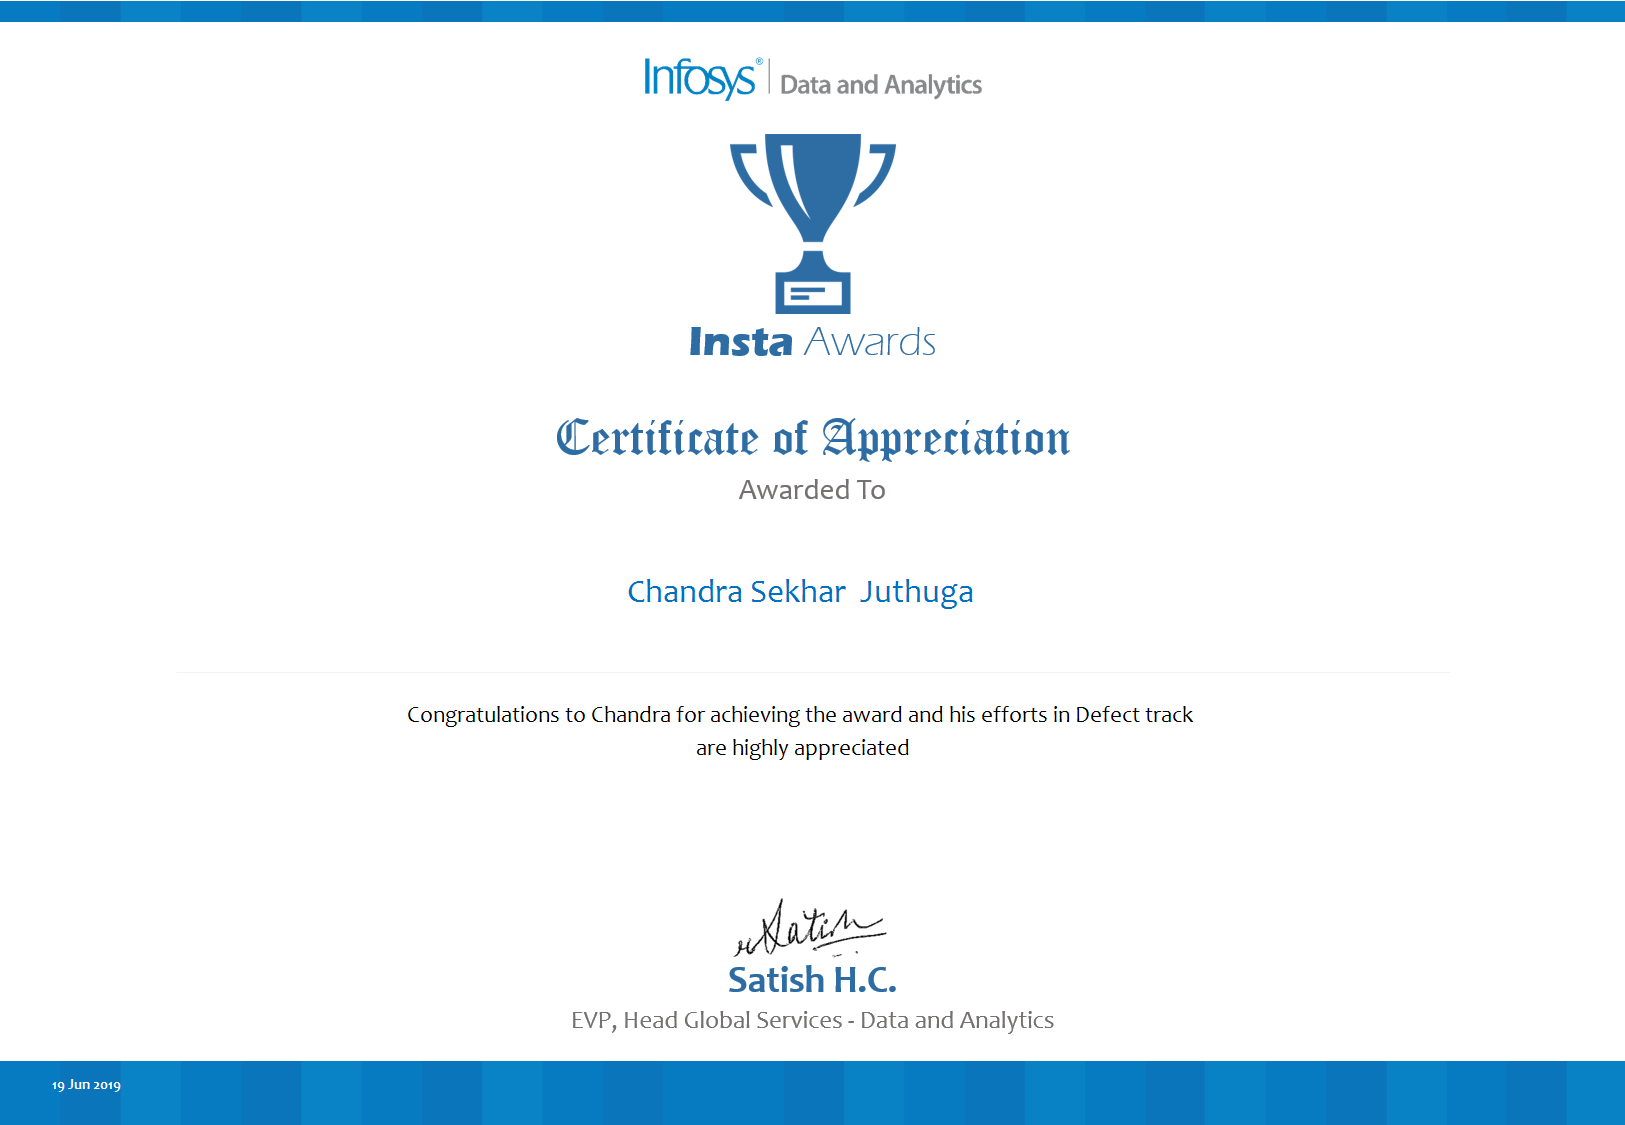 Infosys® | Data and Analytics
Insta Awards
Certificate of Appreciation
Awarded To
Chandra Sekhar Juthuga
Congratulations to Chandra for achieving the award and his efforts in Defect track
are highly appreciated
Satish
Satish H.C.
EVP, Head Global Services - Data and Analytics
19 Jun 2019